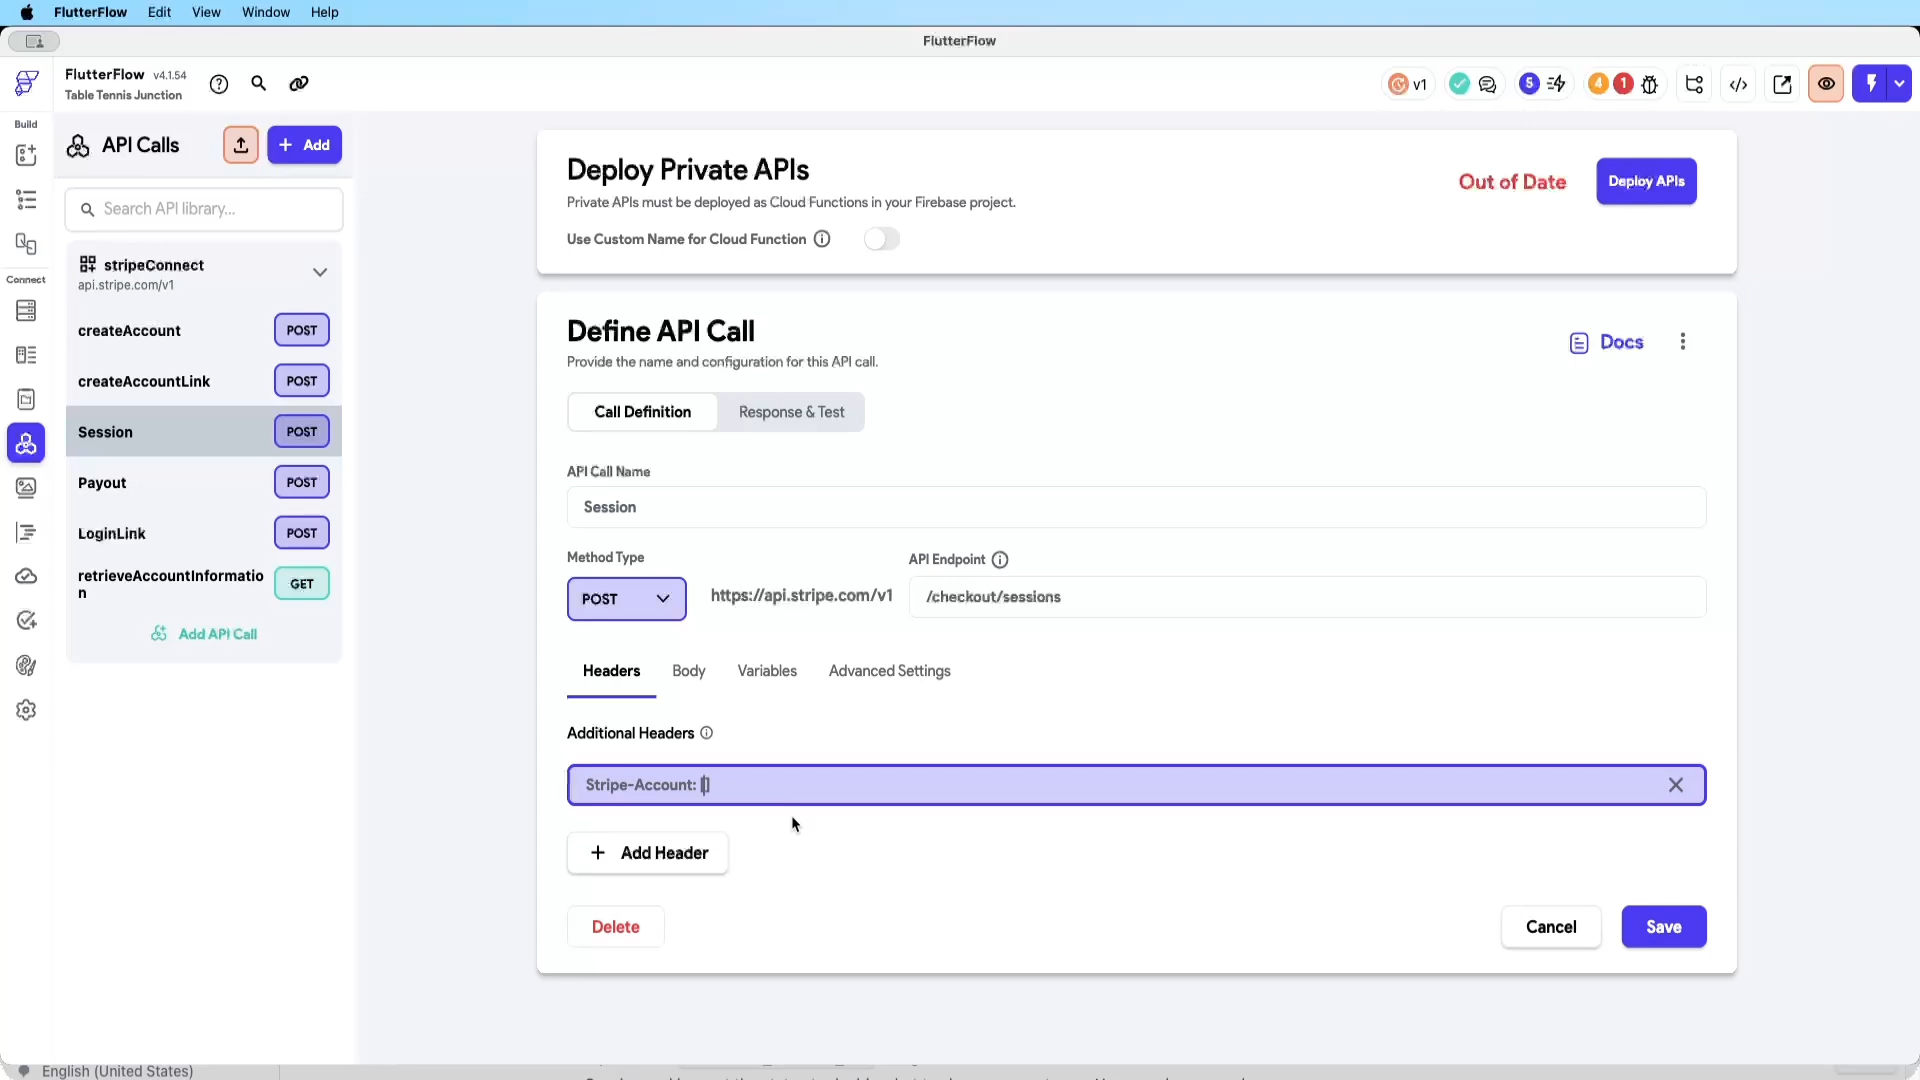 FlutterFlow Edit View Window Help
FlutterFlow
FlutterFlow v4.1.54
Table Tennis Junction
v1
5
4
1
Build
API Calls
+ Add
Search API library...
Connect
stripeConnect
api.stripe.com/v1
createAccount POST
createAccountLink POST
Session POST
Payout POST
LoginLink POST
retrieveAccountInformatio
n
GET
Add API Call
Deploy Private APIs
Private APIs must be deployed as Cloud Functions in your Firebase project.
Use Custom Name for Cloud Function
Out of Date
Deploy APIs
Define API Call
Provide the name and configuration for this API call.
Docs
Call Definition Response & Test
API Call Name
Session
Method Type API Endpoint
POST https://api.stripe.com/v1 /checkout/sessions
Headers Body Variables Advanced Settings
Additional Headers
Stripe-Account: []
+ Add Header
Delete Cancel Save
English (United States)